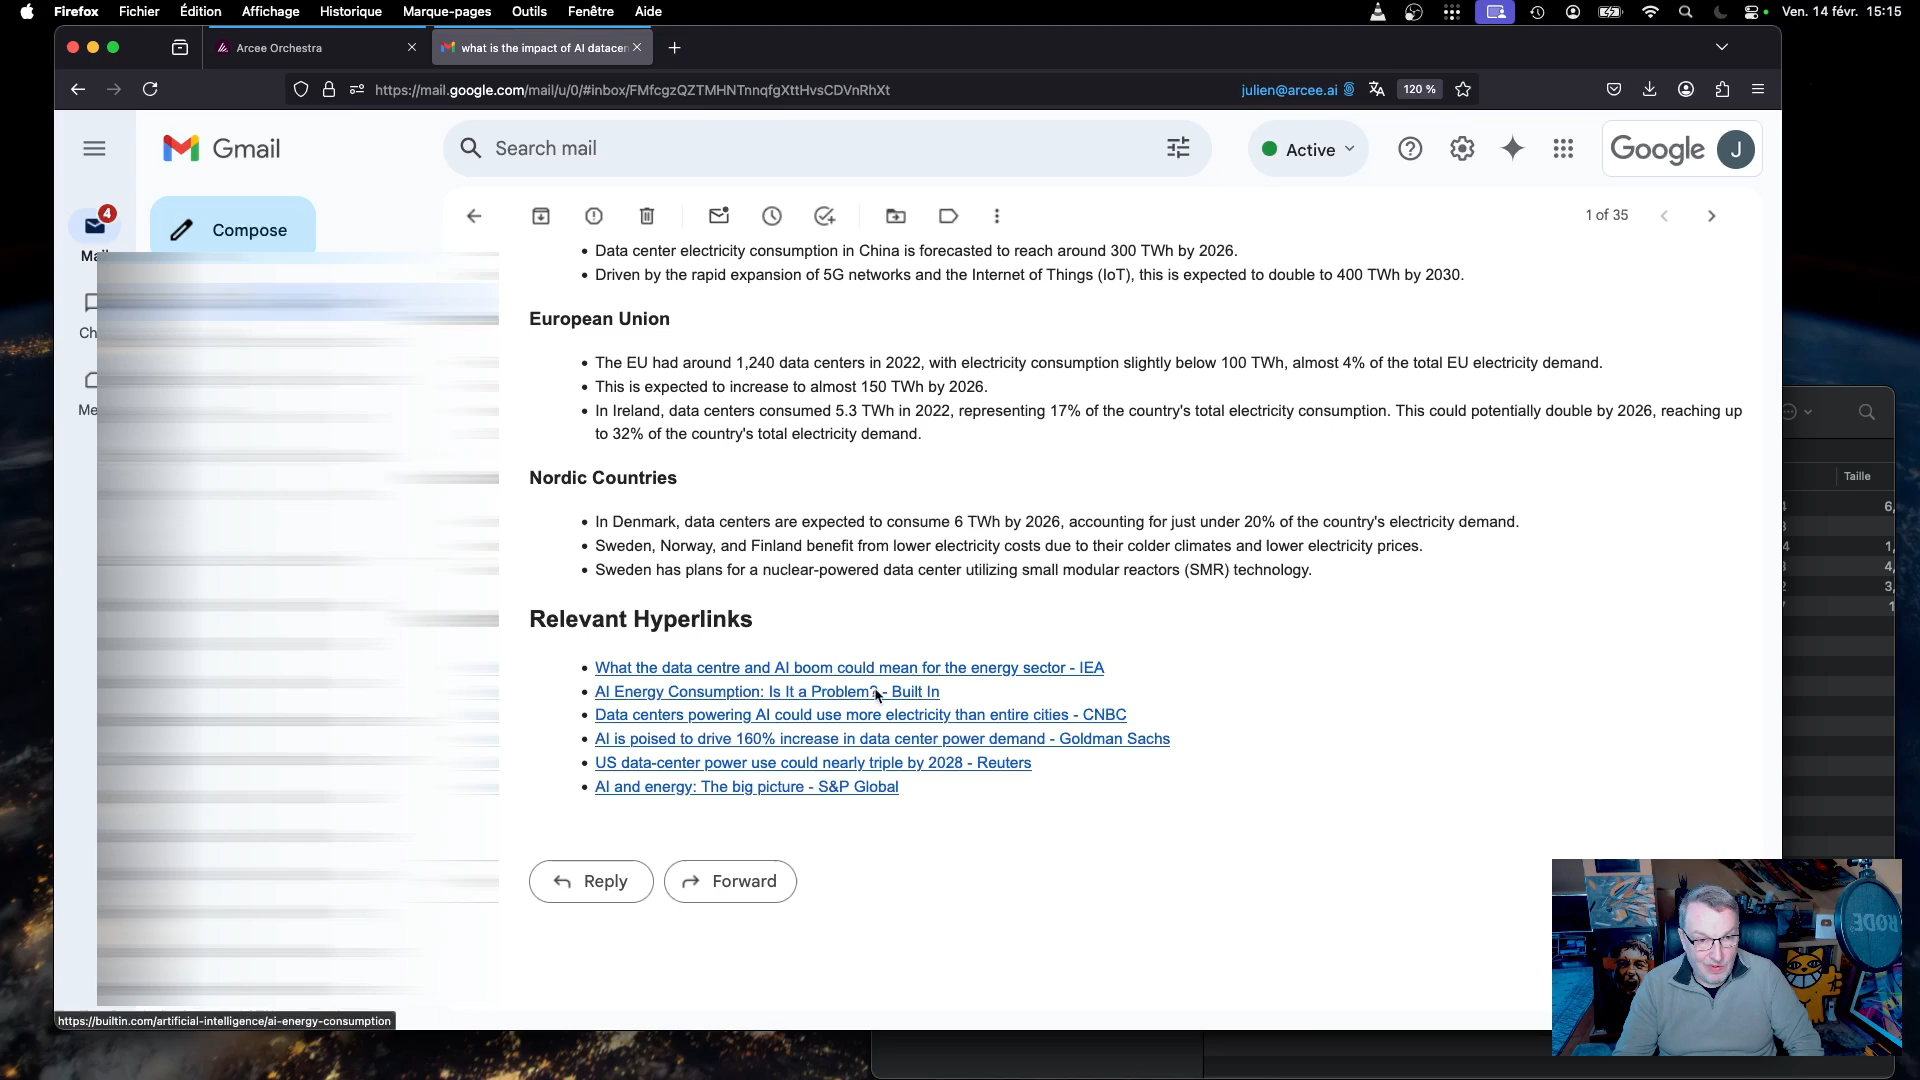 Firefox Fichier Édition Affichage Historique Marque-pages Outils Fenêtre Aide
Ven. 14 févr. 15:15
Arcee Orchestra
what is the impact of AI datacen
https://mail.google.com/mail/u/0/#inbox/FMfcgzQZTMHNTnnqfgXttHvsCDVnRhXt
julien@arcee.ai
120 %
Gmail
Search mail
Active
Google
J
4
Compose
1 of 35
Mai
Ch
Me
Data center electricity consumption in China is forecasted to reach around 300 TWh by 2026.
Driven by the rapid expansion of 5G networks and the Internet of Things (IoT), this is expected to double to 400 TWh by 2030.
European Union
The EU had around 1,240 data centers in 2022, with electricity consumption slightly below 100 TWh, almost 4% of the total EU electricity demand.
This is expected to increase to almost 150 TWh by 2026.
In Ireland, data centers consumed 5.3 TWh in 2022, representing 17% of the country's total electricity consumption. This could potentially double by 2026, reaching up
to 32% of the country's total electricity demand.
Nordic Countries
In Denmark, data centers are expected to consume 6 TWh by 2026, accounting for just under 20% of the country's electricity demand.
Sweden, Norway, and Finland benefit from lower electricity costs due to their colder climates and lower electricity prices.
Sweden has plans for a nuclear-powered data center utilizing small modular reactors (SMR) technology.
Relevant Hyperlinks
What the data centre and AI boom could mean for the energy sector - IEA
AI Energy Consumption: Is It a Problem? - Built In
Data centers powering AI could use more electricity than entire cities - CNBC
AI is poised to drive 160% increase in data center power demand - Goldman Sachs
US data-center power use could nearly triple by 2028 - Reuters
AI and energy: The big picture - S&P Global
Reply
Forward
https://builtin.com/artificial-intelligence/ai-energy-consumption
Taille
6,
1,
4,
3,
1
RØDE